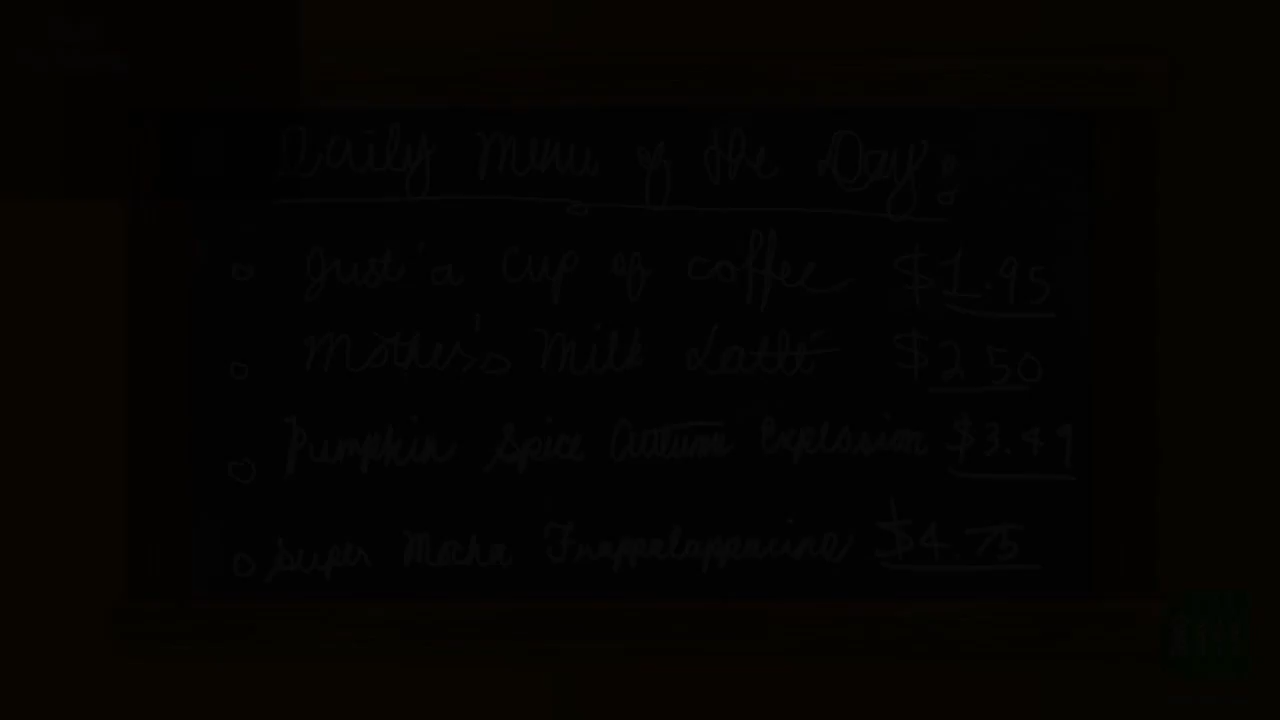 Daily Menu of the Day:
Just a cup of coffee $1.95
Mother's Milk Latte $2.50
Pumpkin Spice Autumn Explosion $3.49
Super Mocha $4.75